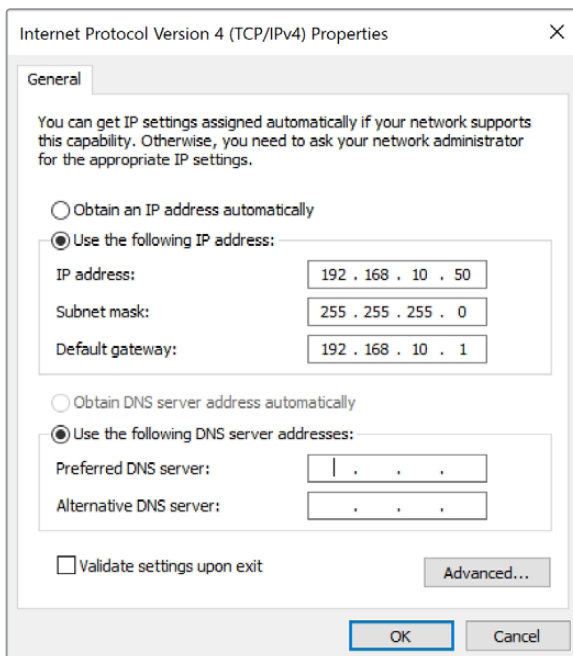 Internet Protocol Version 4 (TCP/IPv4) Properties
General
You can get IP settings assigned automatically if your network supports
this capability. Otherwise, you need to ask your network administrator
for the appropriate IP settings.
Obtain an IP address automatically
Use the following IP address:
IP address: 192 . 168 . 10 . 50
Subnet mask: 255 . 255 . 255 . 0
Default gateway: 192 . 168 . 10 . 1
Obtain DNS server address automatically
Use the following DNS server addresses:
Preferred DNS server: . . .
Alternative DNS server: . . .
Validate settings upon exit
Advanced...
OK Cancel